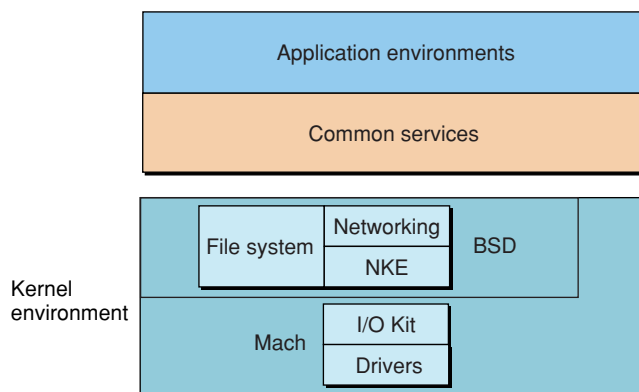 Application environments
Common services
File system
Networking
NKE
BSD
Kernel
environment
Mach
I/O Kit
Drivers